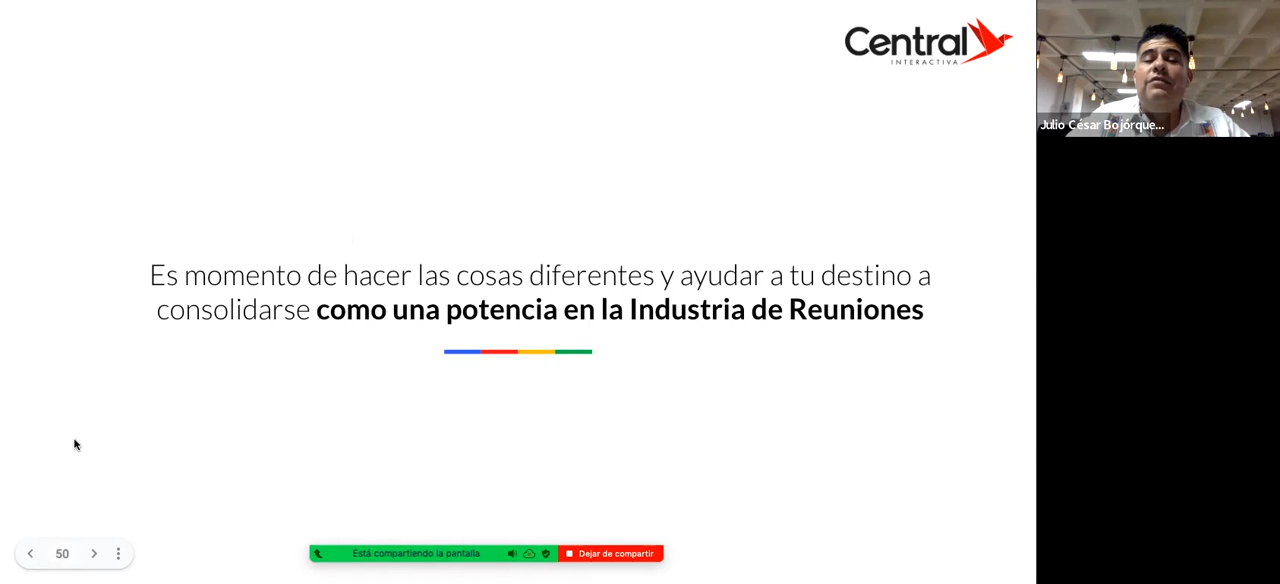 Central
INTERACTIVA
Julio César Bojórque...
Es momento de hacer las cosas diferentes y ayudar a tu destino a
consolidarse como una potencia en la Industria de Reuniones
50
Está compartiendo la pantalla
Dejar de compartir